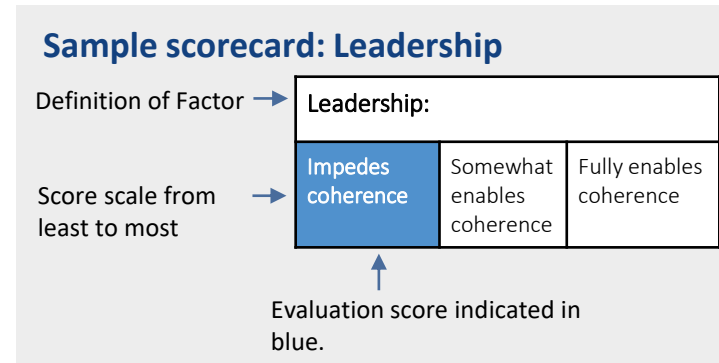 Sample scorecard: Leadership
Definition of Factor
Leadership:
Score scale from
least to most
Impedes
coherence
Somewhat
enables
coherence
Fully enables
coherence
Evaluation score indicated in
blue.